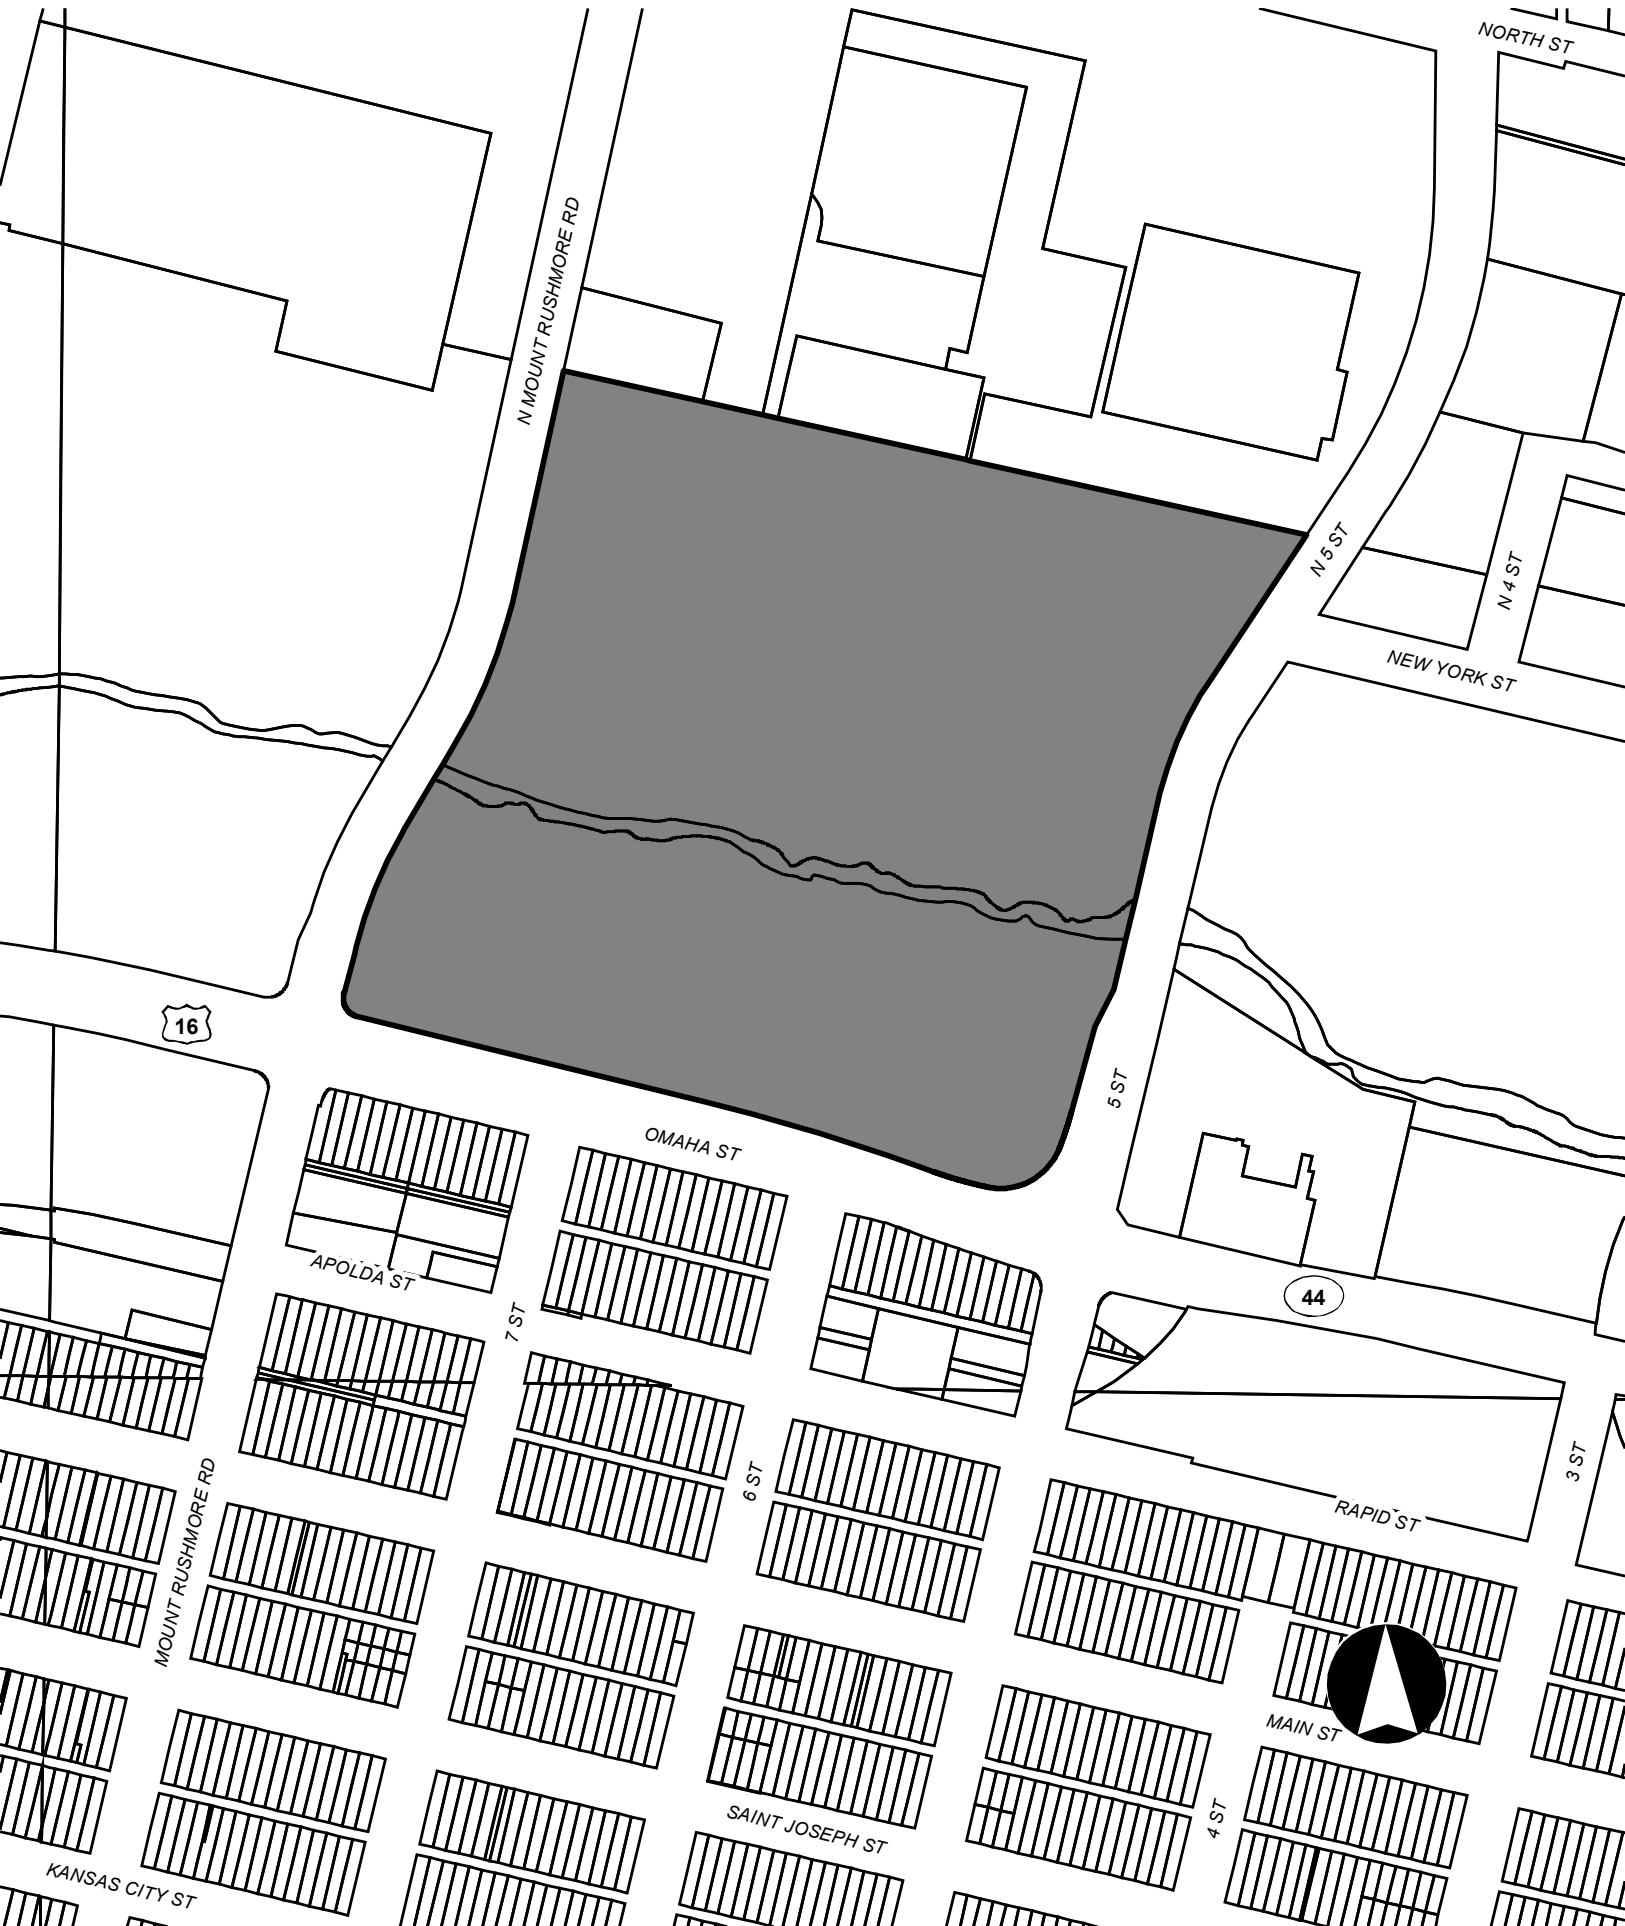 NORTH ST
N MOUNT RUSHMORE RD
N 5 ST
N 4 ST
NEW YORK ST
16
5 ST
OMAHA ST
APOLDA ST
7 ST
44
6 ST
3 ST
MOUNT RUSHMORE RD
RAPID ST
MAIN ST
SAINT JOSEPH ST
4 ST
KANSAS CITY ST